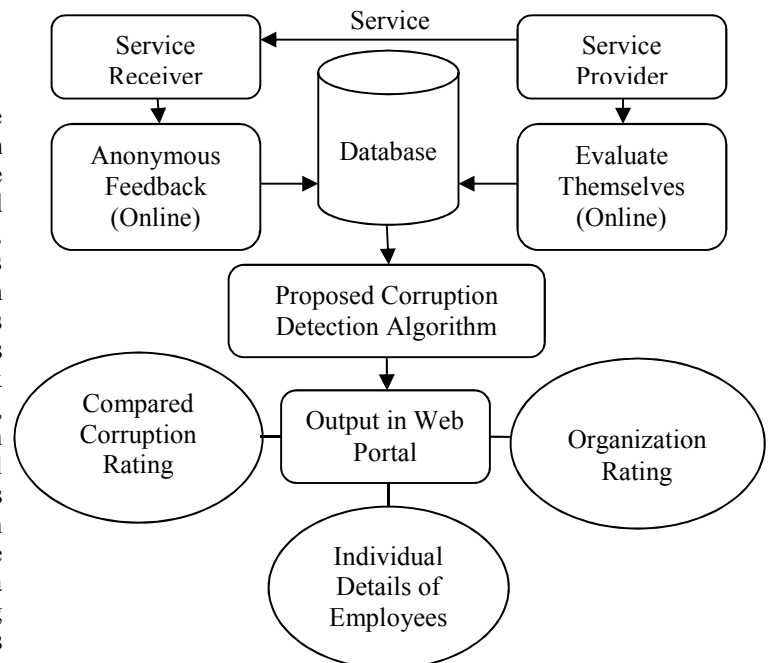 Service
Service
Receiver
Service
Provider
Anonymous
Feedback
(Online)
Database
Evaluate
Themselves
(Online)
Proposed Corruption
Detection Algorithm
Compared
Corruption
Rating
Output in Web
Portal
Organization
Rating
Individual
Details of
Employees